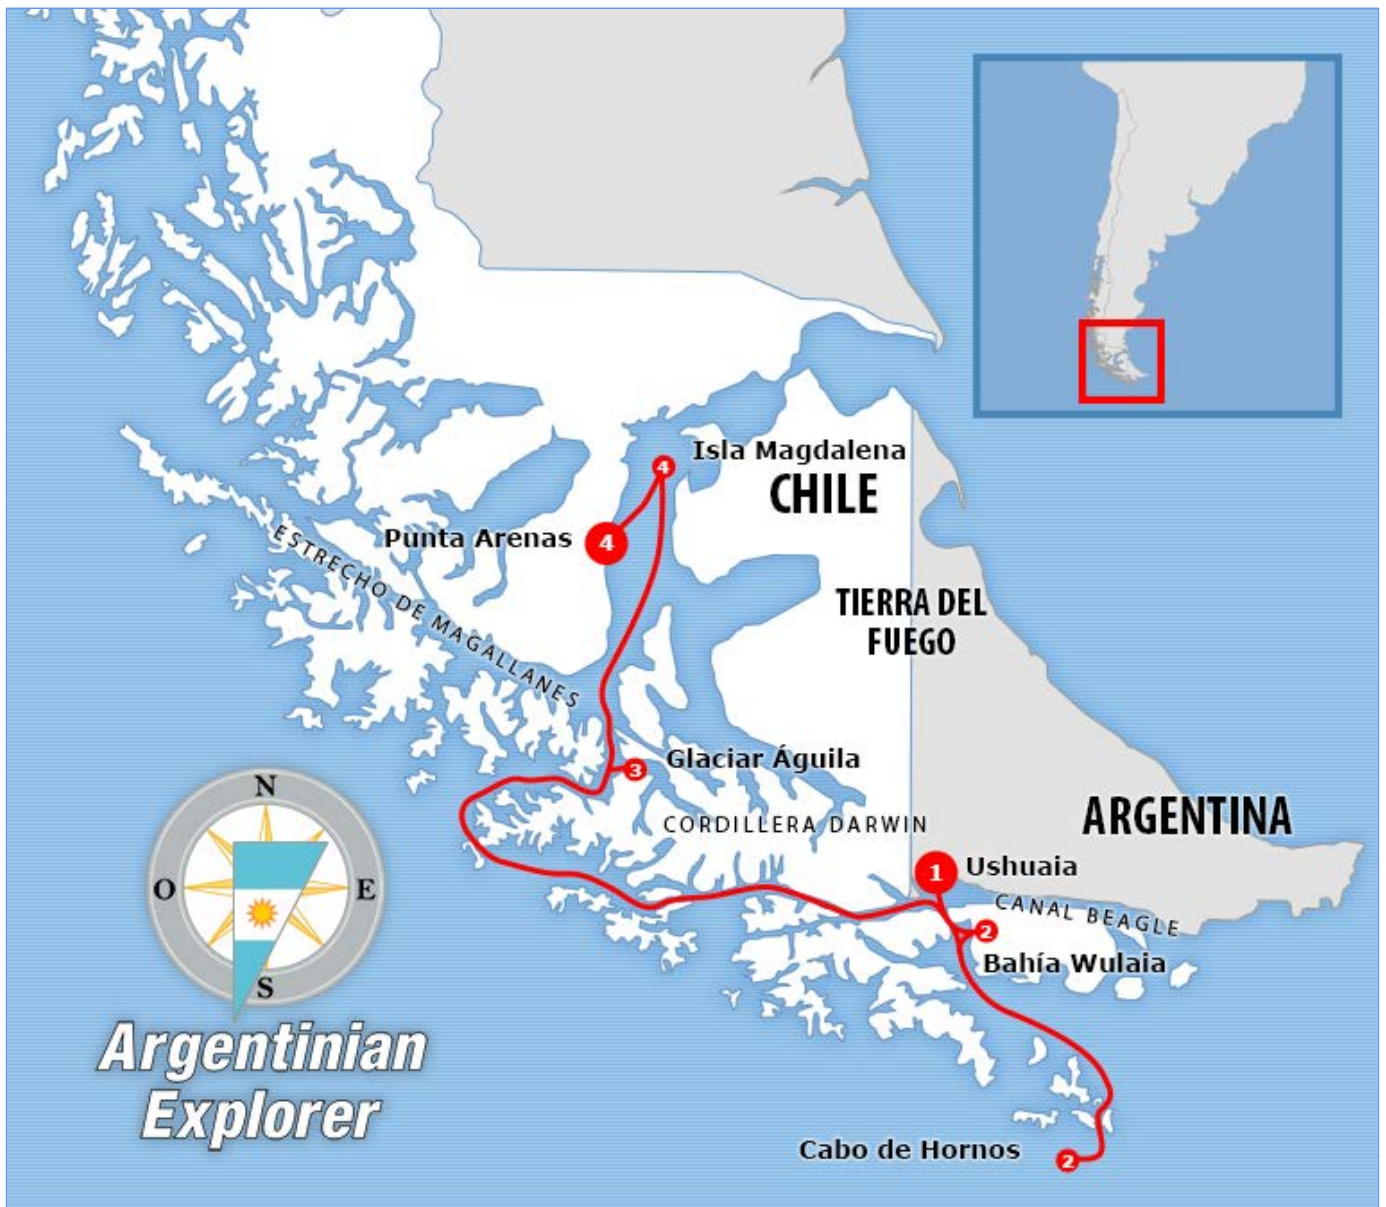 Isla Magdalena
4
CHILE
Punta Arenas
4
ESTRECHO DE MAGALLANES
TIERRA DEL
FUEGO
Glaciar Águila
3
CORDILLERA DARWIN
ARGENTINA
1
Ushuaia
CANAL BEAGLE
2
Bahía Wulaia
Cabo de Hornos
2
N
O
E
S
Argentinian
Explorer